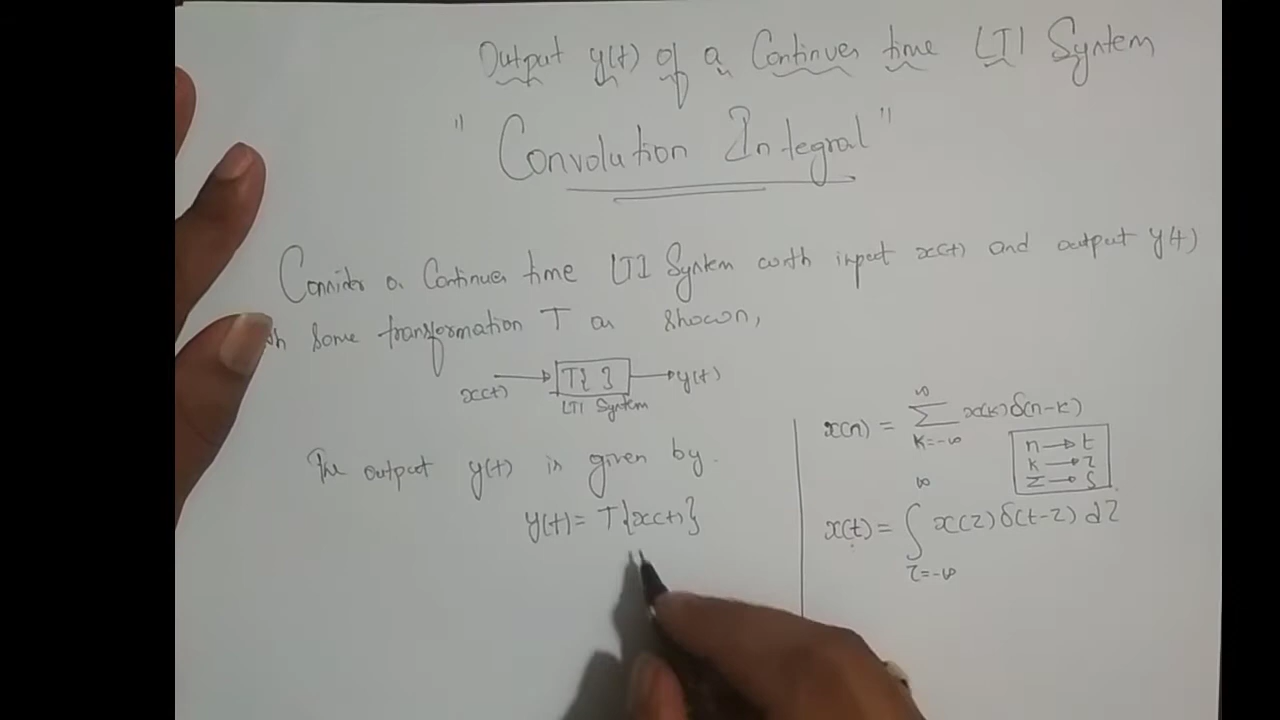 Output y(t) of a Continues time LTI System
" Convolution Integral "
Consider a Continues time LTI System with input x(t) and output y(t)
Some transformation T as shown,
x(t) → T{ } → y(t)
LTI System
The output y(t) is given by.
y(t) = T{x(t)}
x(n) = ∑ x(k) δ(n-k)
k=-∞ ∞
n → t
k → τ
Σ → ∫
x(t) = ∫ x(τ) δ(t-τ) dτ
τ=-∞ ∞